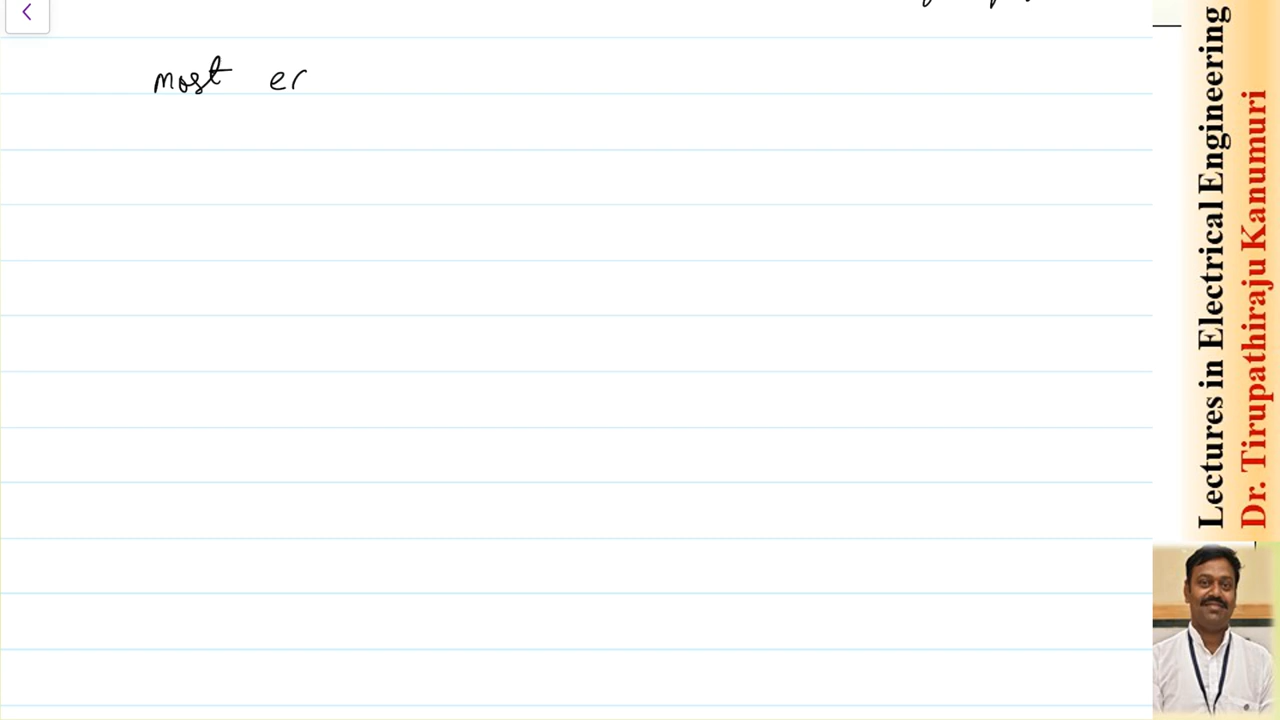 most er
Lectures in Electrical Engineering
Dr. Tirupathiraju Kanumuri